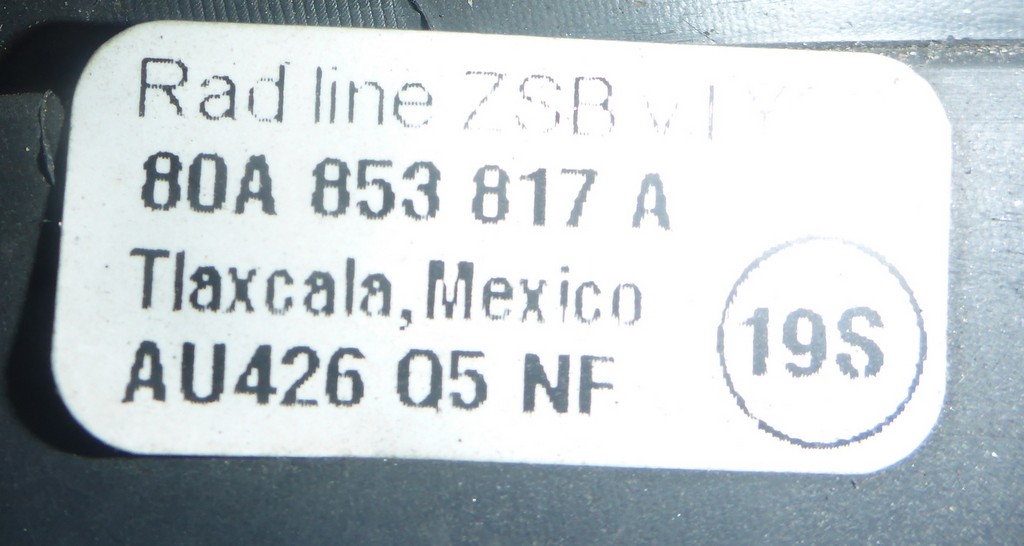 Rad line ZSB v.l
80A 853 817 A
Tlaxcala, Mexico
AU426 Q5 NF
19S